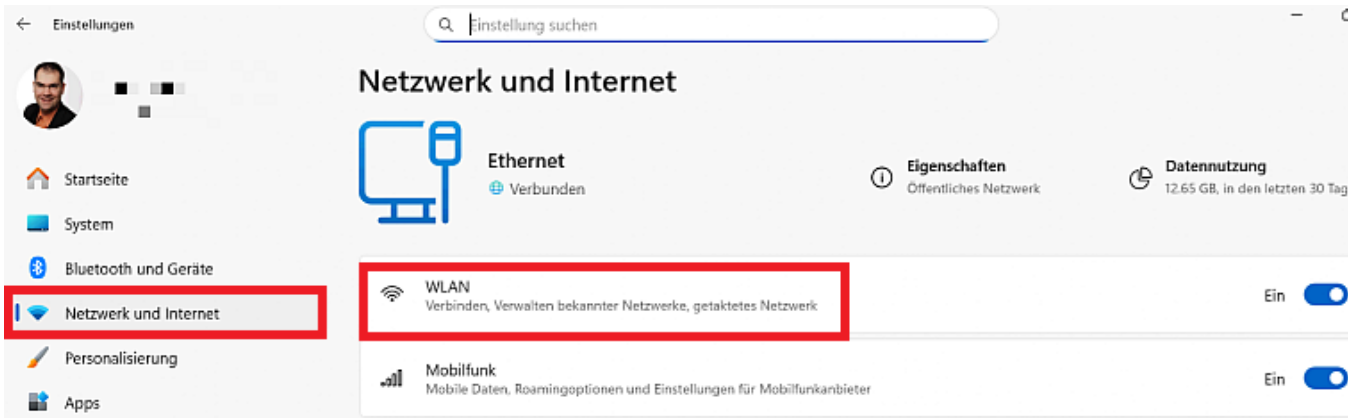 Einstellungen
Einstellung suchen
Netzwerk und Internet
Startseite
System
Bluetooth und Geräte
Netzwerk und Internet
Personalisierung
Apps
Ethernet
Verbunden
Eigenschaften
Öffentliches Netzwerk
Datennutzung
12.65 GB, in den letzten 30 Tag
WLAN
Verbinden, Verwalten bekannter Netzwerke, getaktetes Netzwerk
Ein
Mobilfunk
Mobile Daten, Roamingoptionen und Einstellungen für Mobilfunkanbieter
Ein